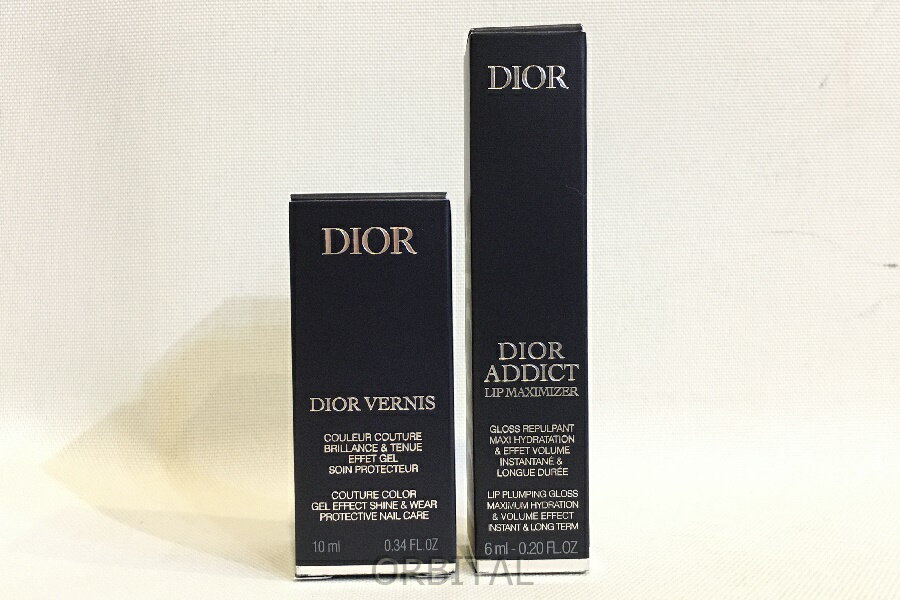 DIOR
DIOR VERNIS
COULEUR COUTURE
BRILLANCE & TENUE
EFFET GEL
SOIN PROTECTEUR
COUTURE COLOR
GEL EFFECT SHINE & WEAR
PROTECTIVE NAIL CARE
10 ml 0.34 FL.OZ
DIOR
DIOR
ADDICT
LIP MAXIMIZER
GLOSS REPULPANT
MAXI HYDRATATION
& EFFET VOLUME
INSTANTANÉ &
LONGUE DURÉE
LIP PLUMPING GLOSS
MAXIMUM HYDRATION
& VOLUME EFFECT
INSTANT & LONG TERM
6 ml - 0.20 FL.OZ
ORBITAL